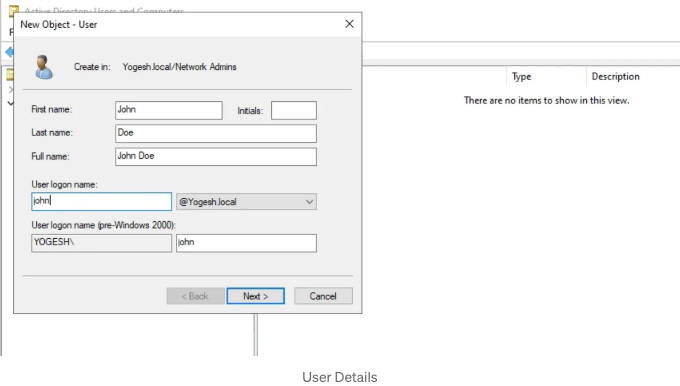 Active Directory Users and Computers
New Object - User
Create in: Yogesh.local/Network Admins
Type Description
There are no items to show in this view.
First name: John Initials:
Last name: Doe
Full name: John Doe
User logon name:
john @Yogesh.local
User logon name (pre-Windows 2000):
YOGESH\ john
< Back Next > Cancel
User Details